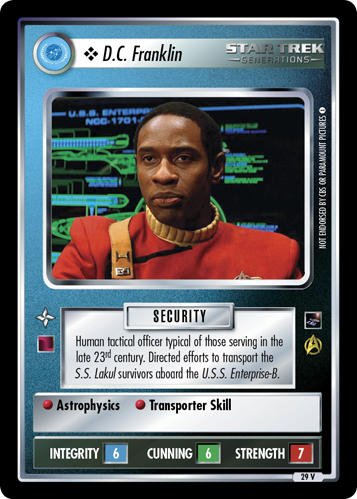 ❖ D.C. Franklin
STAR TREK
GENERATIONS
U.S.S. ENTERPR
NCC-1701-
NOT ENDORSED BY CBS OR PARAMOUNT PICTURES
SECURITY
Human tactical officer typical of those serving in the
late 23rd century. Directed efforts to transport the
S.S. Lakul survivors aboard the U.S.S. Enterprise-B.
Astrophysics Transporter Skill
INTEGRITY 6 CUNNING 6 STRENGTH 7
29 V